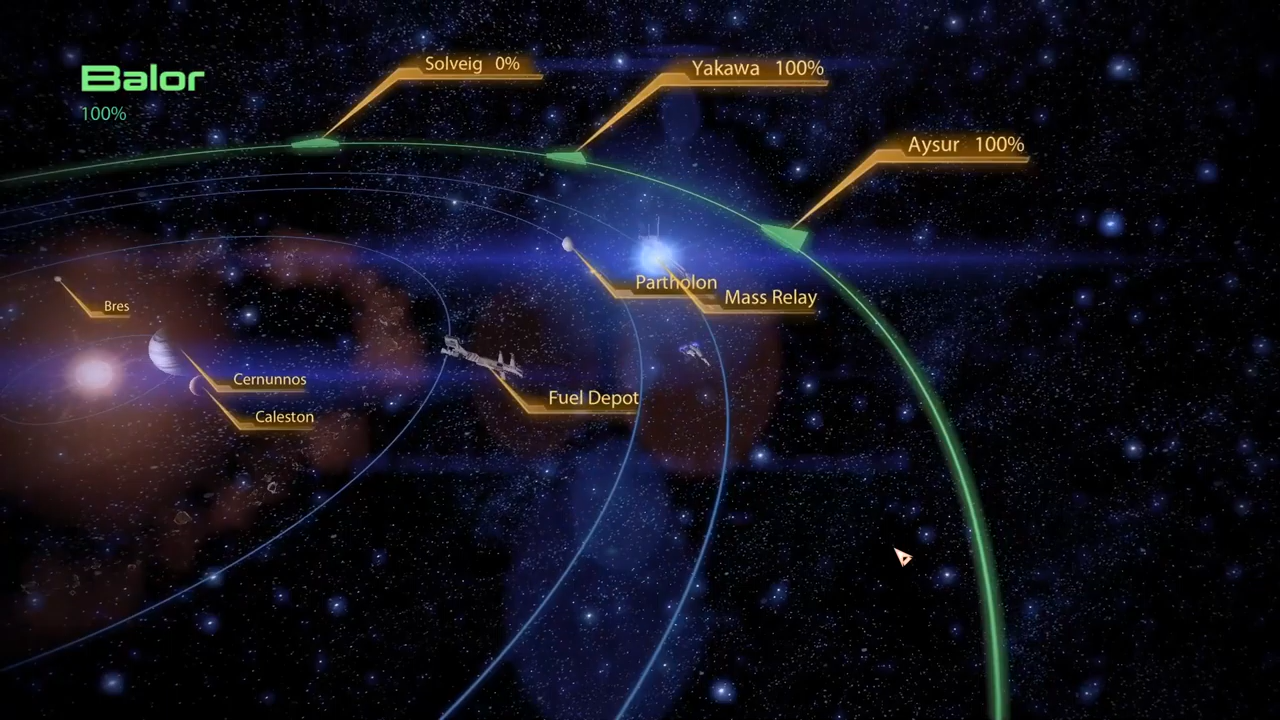 Balor
100%
Solveig 0%
Yakawa 100%
Aysur 100%
Partholon
Mass Relay
Bres
Cernunnos
Caleston
Fuel Depot